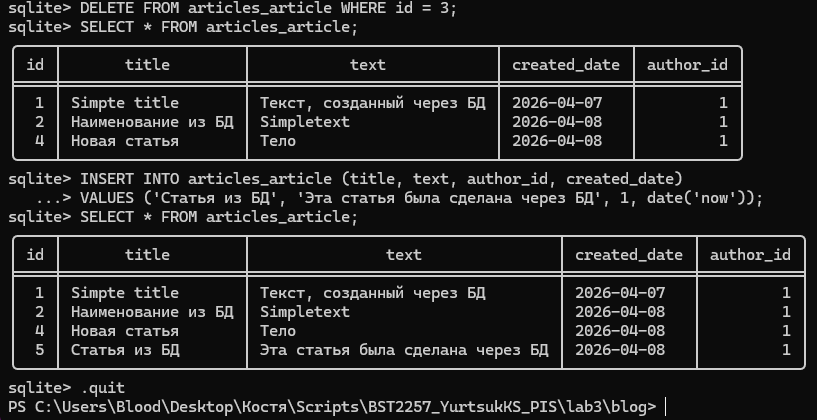 sqlite> DELETE FROM articles_article WHERE id = 3;
sqlite> SELECT * FROM articles_article;
id title text created_date author_id
1 Simpte title Текст, созданный через БД 2026-04-07 1
2 Наименование из БД Simpletext 2026-04-08 1
4 Новая статья Тело 2026-04-08 1
sqlite> INSERT INTO articles_article (title, text, author_id, created_date)
...> VALUES ('Статья из БД', 'Эта статья была сделана через БД', 1, date('now'));
sqlite> SELECT * FROM articles_article;
id title text created_date author_id
1 Simpte title Текст, созданный через БД 2026-04-07 1
2 Наименование из БД Simpletext 2026-04-08 1
4 Новая статья Тело 2026-04-08 1
5 Статья из БД Эта статья была сделана через БД 2026-04-08 1
sqlite> .quit
PS C:\Users\Blood\Desktop\Костя\Scripts\BST2257_YurtsukKS_PIS\lab3\blog>